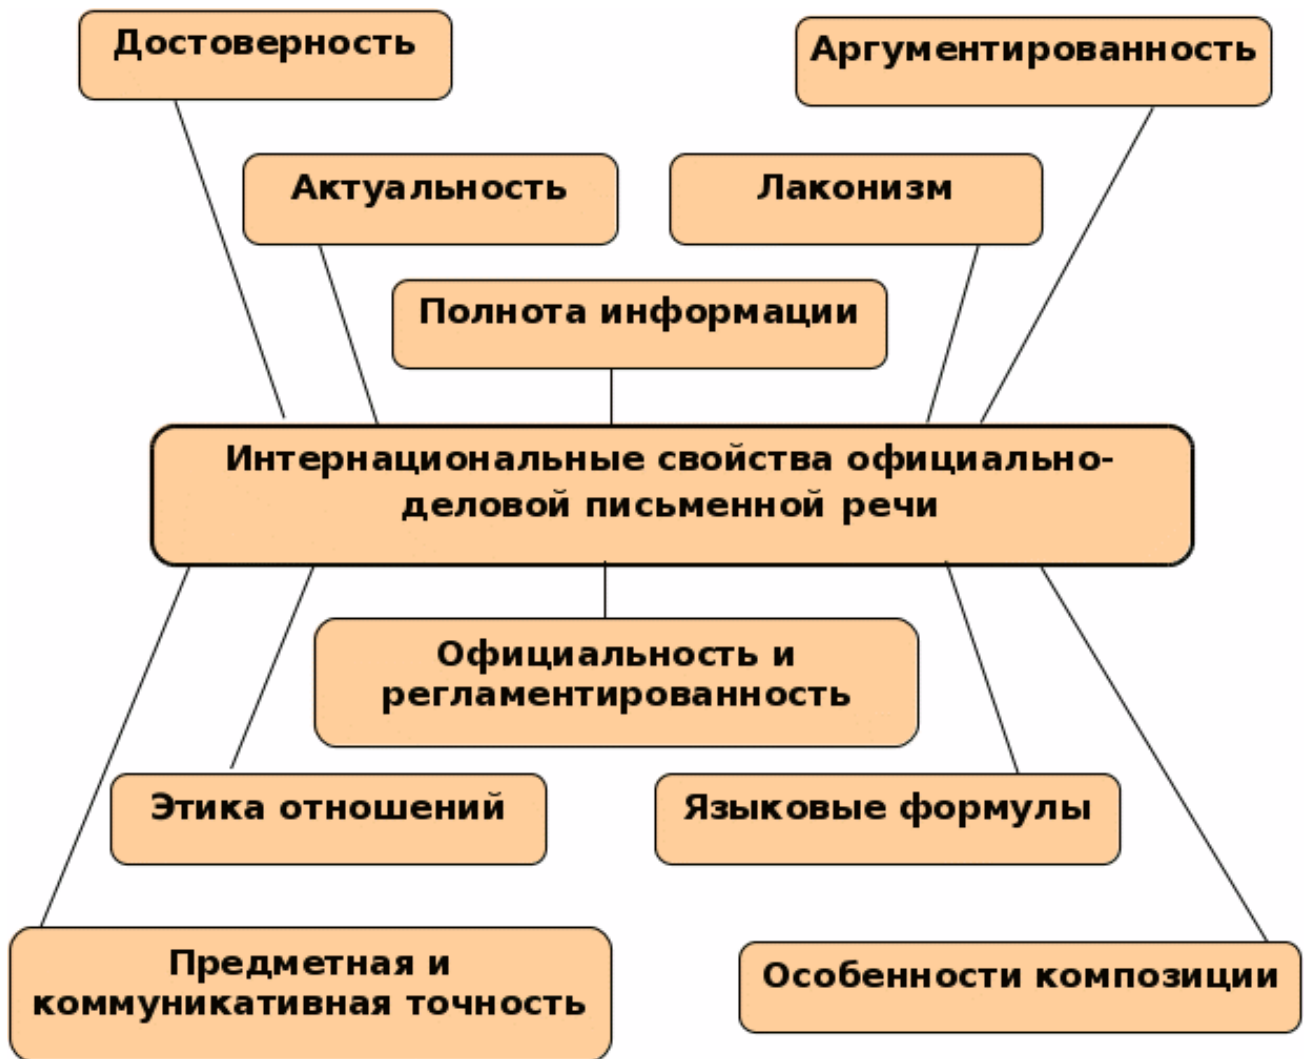 Достоверность
Аргументированность
Актуальность
Лаконизм
Полнота информации
Интернациональные свойства официально-
деловой письменной речи
Официальность и
регламентированность
Этика отношений
Языковые формулы
Предметная и
коммуникативная точность
Особенности композиции